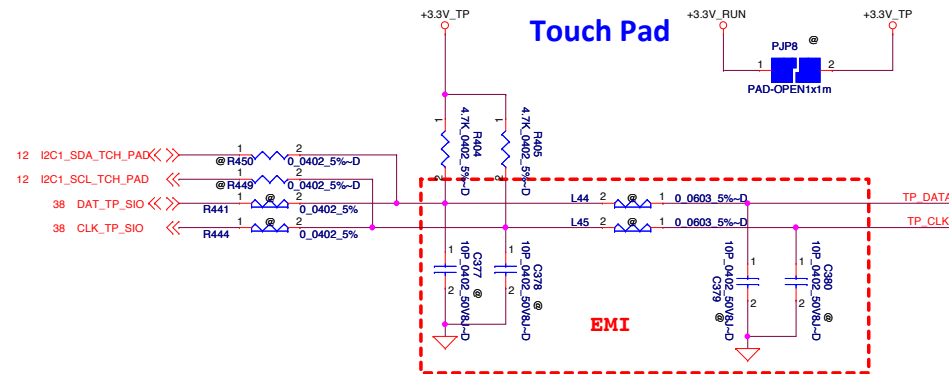 +3.3V_TP
Touch Pad
+3.3V_RUN
+3.3V_TP
PJP8 @
1 2
PAD-OPEN1x1m
1
4.7K_0402_5%~D
R404
2
1
4.7K_0402_5%~D
R405
2
12 I2C1_SDA_TCH_PAD
1 2
@ R450 0_0402_5%~D
12 I2C1_SCL_TCH_PAD
1 2
@ R449 0_0402_5%~D
38 DAT_TP_SIO
1 @ 2
R441 0_0402_5%
38 CLK_TP_SIO
1 @ 2
R444 0_0402_5%
L44 2 @ 1 0_0603_5%~D
TP_DATA
L45 2 @ 1 0_0603_5%~D
TP_CLK
1
10P_0402_50V8J~D
C377
@
2
1
10P_0402_50V8J~D
C378
@
2
EMI
1
10P_0402_50V8J~D
C379
@
2
1
10P_0402_50V8J~D
C380
@
2